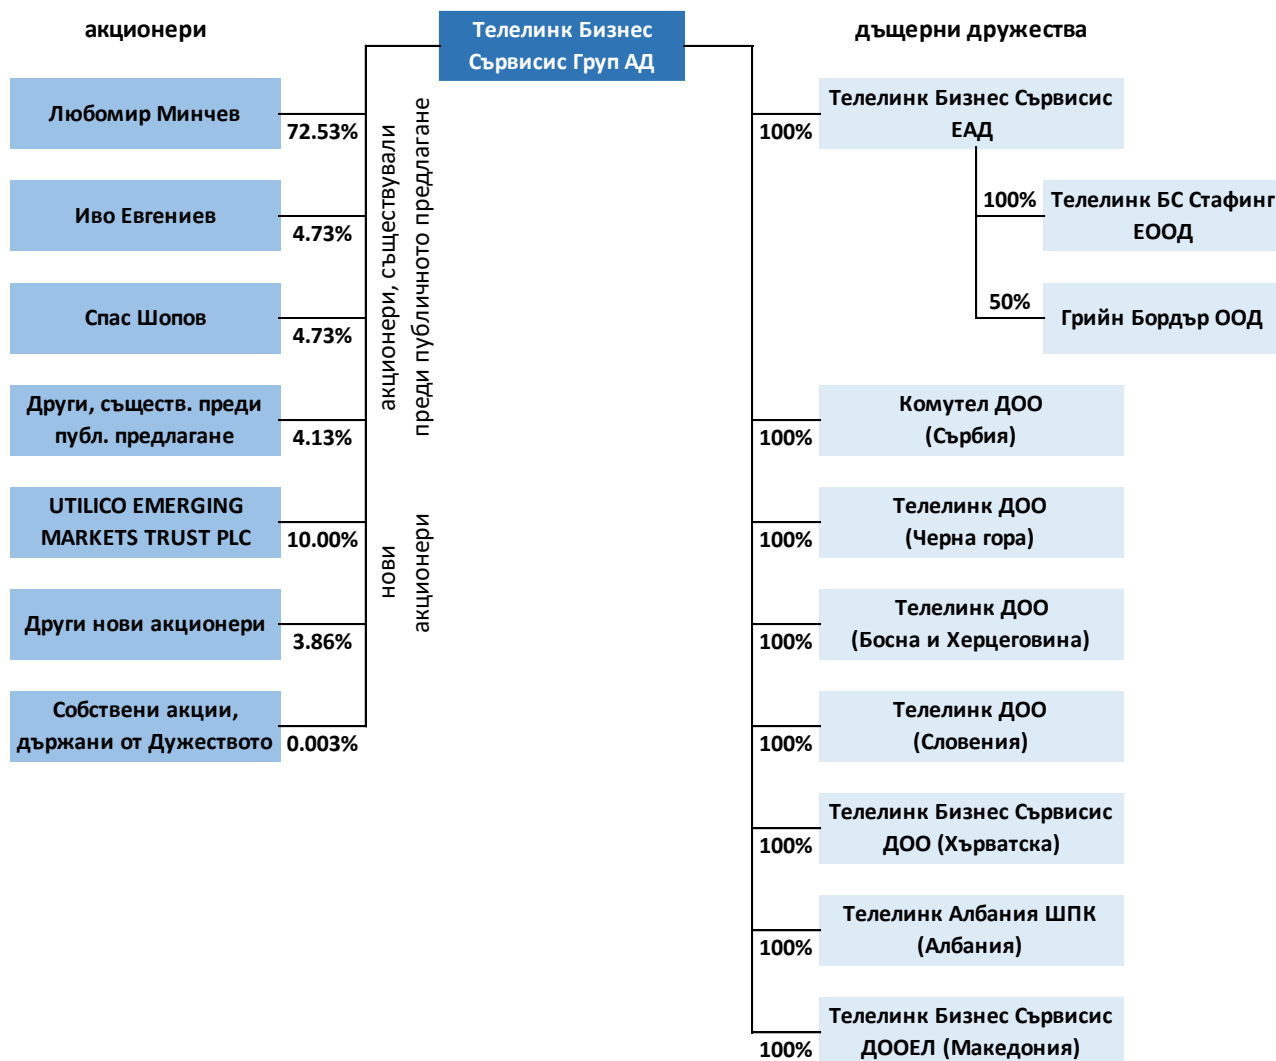 акционери
Телелинк Бизнес
Сървисис Груп АД
дъщерни дружества
Любомир Минчев
72.53%
Иво Евгениев
4.73%
Спас Шопов
4.73%
Други, съществ. преди
публ. предлагане
4.13%
UTILICO EMERGING
MARKETS TRUST PLC
10.00%
Други нови акционери
3.86%
Собствени акции,
държани от Дужеството
0.003%
акционери, съществували
преди публичното предлагане
нови
акционери
Телелинк Бизнес Сървисис
ЕАД
100%
100%
Телелинк БС Стафинг
ЕООД
50%
Грийн Бордър ООД
Комутел ДОО
(Сърбия)
100%
Телелинк ДОО
(Черна гора)
100%
Телелинк ДОО
(Босна и Херцеговина)
100%
Телелинк ДОО
(Словения)
100%
Телелинк Бизнес Сървисис
ДОО (Хърватска)
100%
Телелинк Албания ШПК
(Албания)
100%
Телелинк Бизнес Сървисис
ДООЕЛ (Македония)
100%